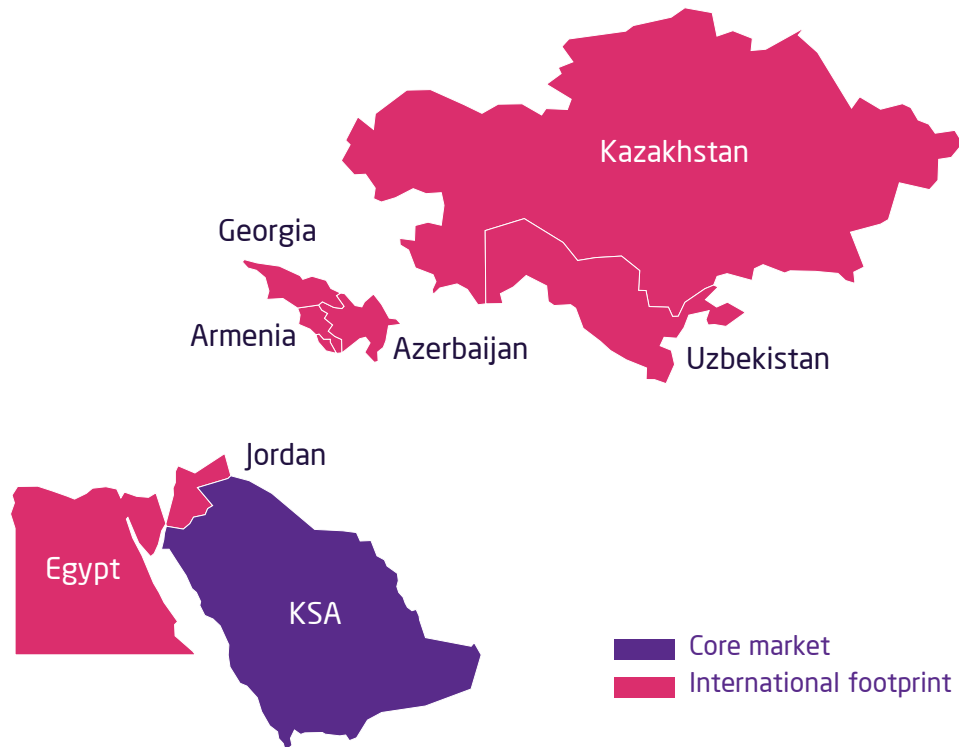 Kazakhstan
Georgia
Armenia
Azerbaijan
Uzbekistan
Jordan
Egypt
KSA
Core market
International footprint